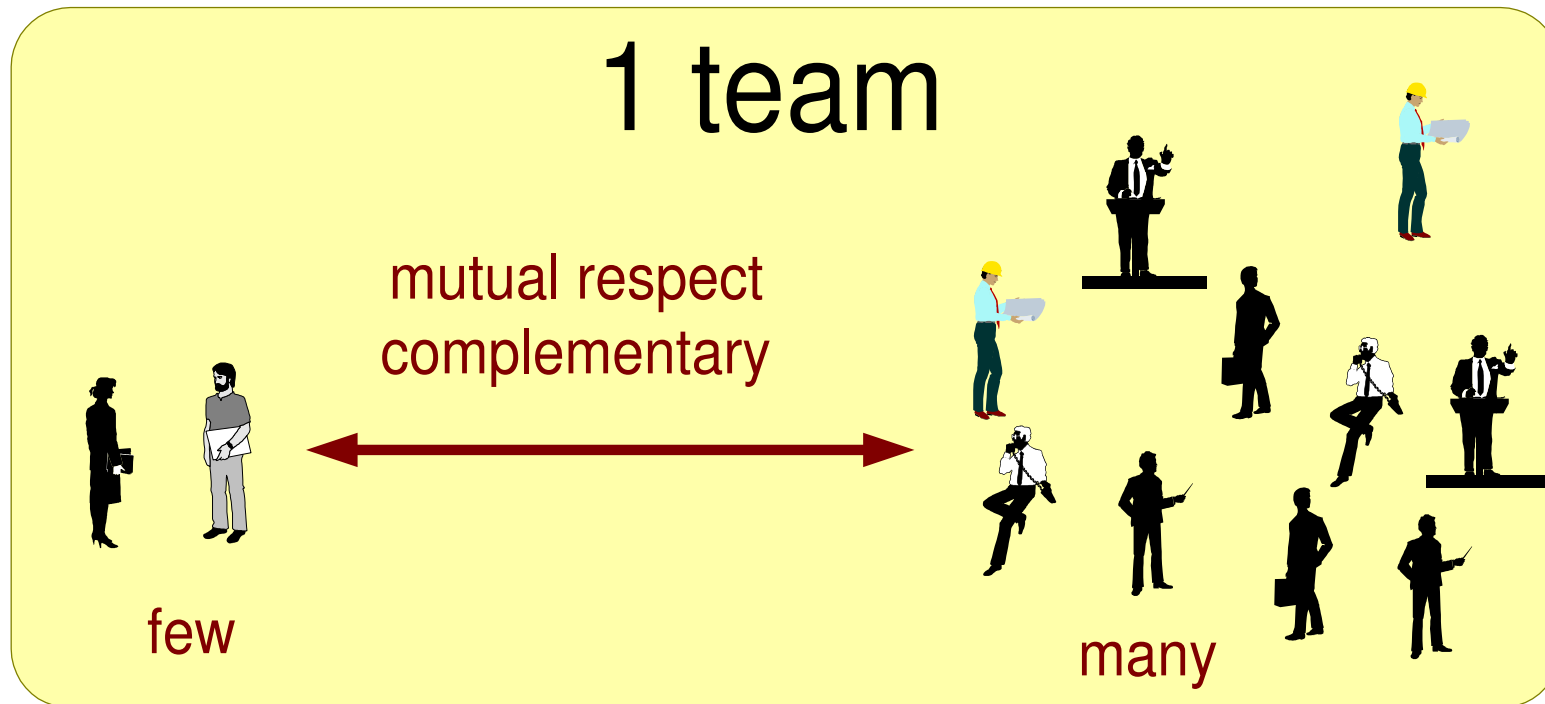 1 team
mutual respect
complementary
few
many